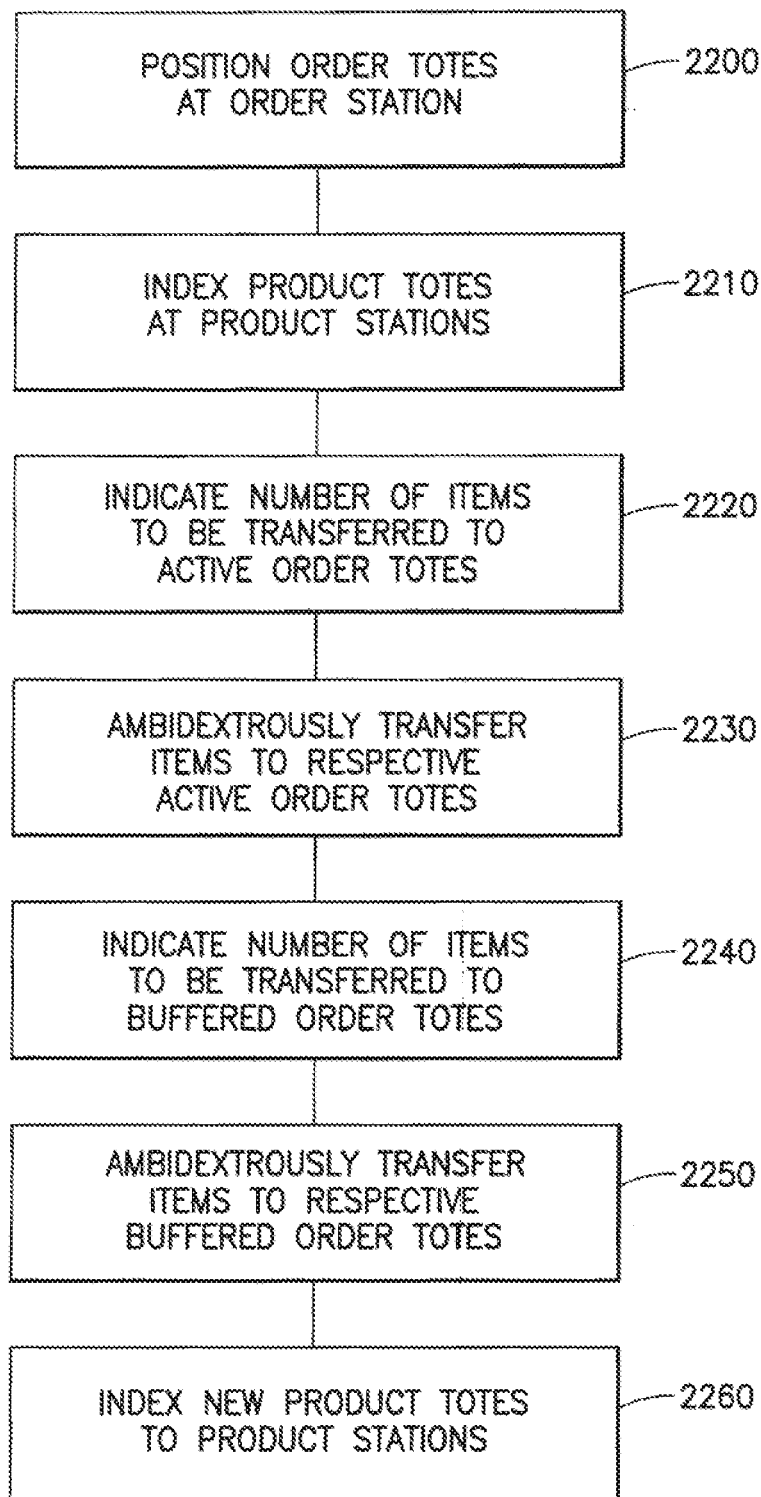 POSITION ORDER TOTES
AT ORDER STATION
2200
INDEX PRODUCT TOTES
AT PRODUCT STATIONS
2210
INDICATE NUMBER OF ITEMS
TO BE TRANSFERRED TO
ACTIVE ORDER TOTES
2220
AMBIDEXTROUSLY TRANSFER
ITEMS TO RESPECTIVE
ACTIVE ORDER TOTES
2230
INDICATE NUMBER OF ITEMS
TO BE TRANSFERRED TO
BUFFERED ORDER TOTES
2240
AMBIDEXTROUSLY TRANSFER
ITEMS TO RESPECTIVE
BUFFERED ORDER TOTES
2250
INDEX NEW PRODUCT TOTES
TO PRODUCT STATIONS
2260